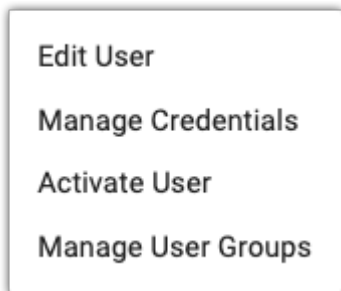 Edit User
Manage Credentials
Activate User
Manage User Groups